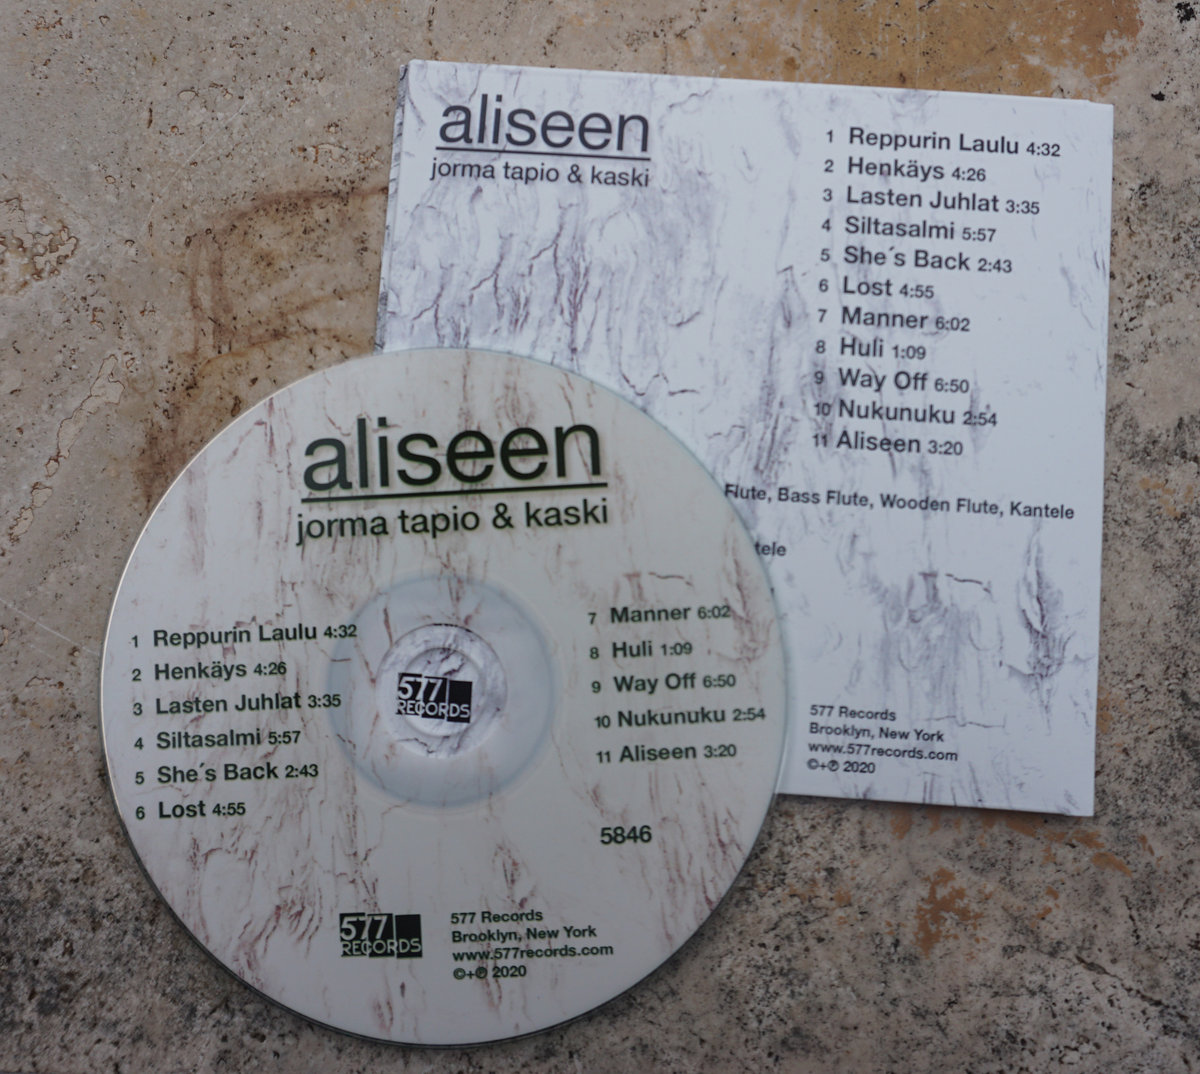 aliseen
jorma tapio & kaski
1 Reppurin Laulu 4:32
2 Henkäys 4:26
3 Lasten Juhlat 3:35
4 Siltasalmi 5:57
5 She´s Back 2:43
6 Lost 4:55
7 Manner 6:02
8 Huli 1:09
9 Way Off 6:50
10 Nukunuku 2:54
11 Aliseen 3:20
Flute, Bass Flute, Wooden Flute, Kantele
577 Records
Brooklyn, New York
www.577records.com
©+℗ 2020
aliseen
jorma tapio & kaski
1 Reppurin Laulu 4:32
2 Henkäys 4:26
3 Lasten Juhlat 3:35
4 Siltasalmi 5:57
5 She´s Back 2:43
6 Lost 4:55
577
RECORDS
7 Manner 6:02
8 Huli 1:09
9 Way Off 6:50
10 Nukunuku 2:54
11 Aliseen 3:20
5846
577
RECORDS
577 Records
Brooklyn, New York
www.577records.com
©+℗ 2020